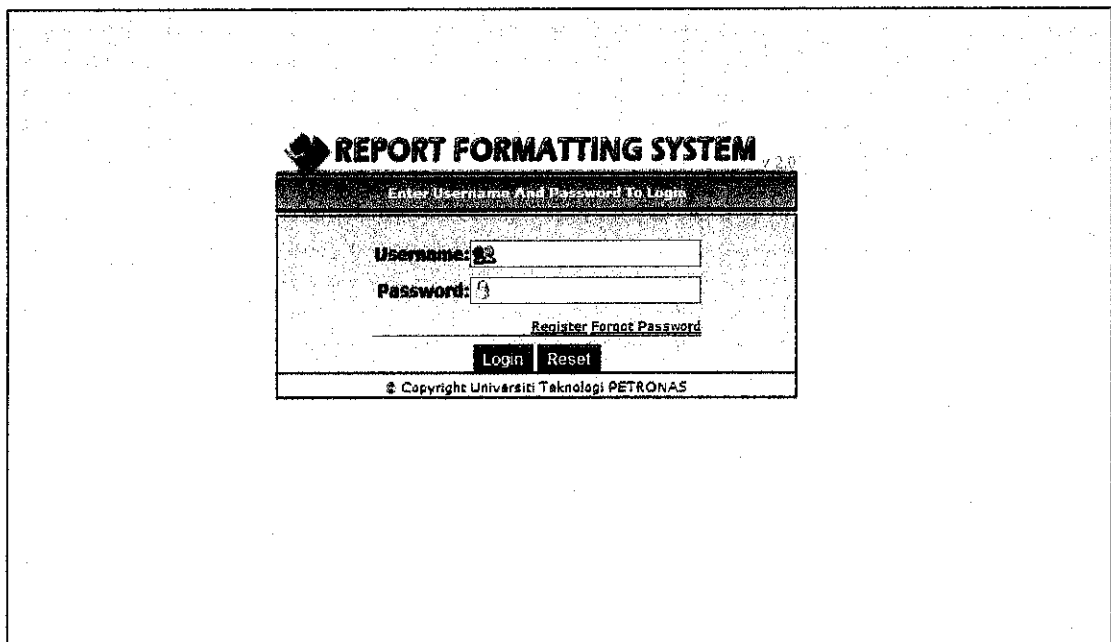 REPORT FORMATTING SYSTEM v 2.0
Enter Username And Password To Login
Username:
Password:
Register Forgot Password
Login Reset
© Copyright Universiti Teknologi PETRONAS